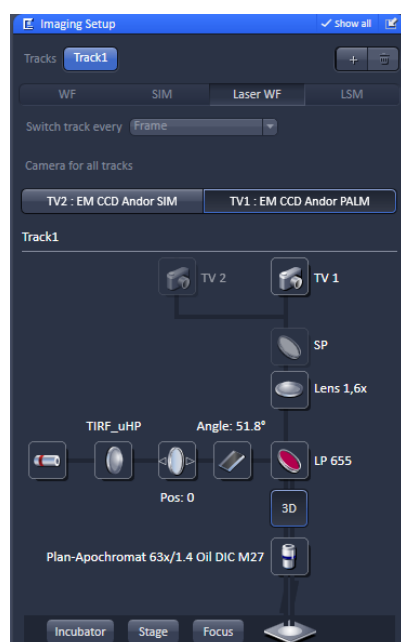 Imaging Setup
Show all
Tracks Track1 +
WF SIM Laser WF LSM
Switch track every Frame
Camera for all tracks
TV2 : EM CCD Andor SIM TV1 : EM CCD Andor PALM
Track1
TV 2 TV 1
SP
Lens 1,6x
TIRF_uHP Angle: 51.8°
LP 655
Pos: 0
3D
Plan-Apochromat 63x/1.4 Oil DIC M27
Incubator Stage Focus